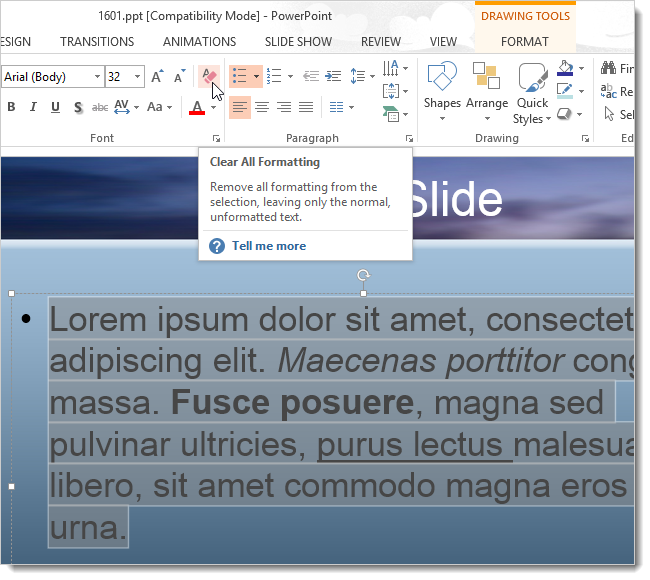 1601.ppt [Compatibility Mode] - PowerPoint
DRAWING TOOLS
ESIGN TRANSITIONS ANIMATIONS SLIDE SHOW REVIEW VIEW FORMAT
Arial (Body) 32 A A A
Fin
ab
ac Re
B I U S abc AV Aa A
Shapes Arrange Quick
Styles
Sel
Font Paragraph Drawing Ed
Clear All Formatting
Remove all formatting from the
selection, leaving only the normal,
unformatted text.
? Tell me more
Slide
• Lorem ipsum dolor sit amet, consectet
adipiscing elit. Maecenas porttitor cong
massa. Fusce posuere, magna sed
pulvinar ultricies, purus lectus malesua
libero, sit amet commodo magna eros
urna.